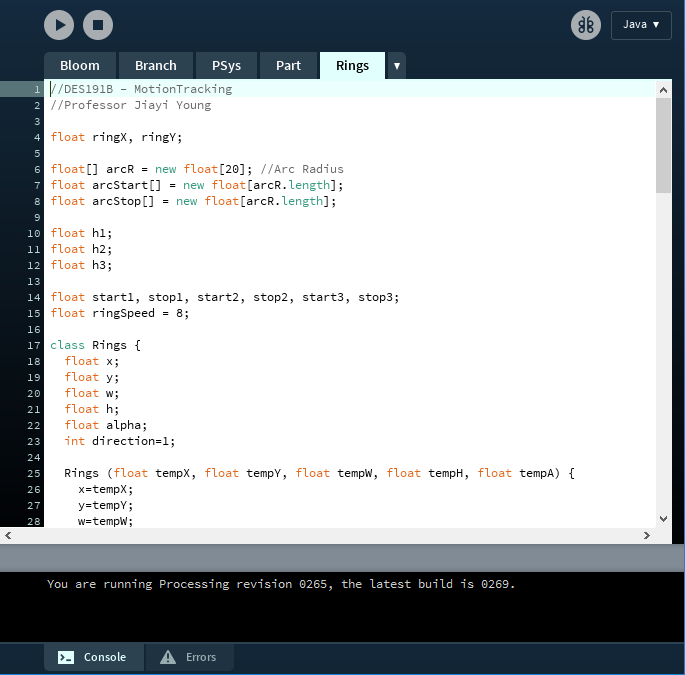 Java ▼
Bloom Branch PSys Part Rings ▼
1 //DES191B – MotionTracking
2 //Professor Jiayi Young
3
4 float ringX, ringY;
5
6 float[] arcR = new float[20]; //Arc Radius
7 float arcStart[] = new float[arcR.length];
8 float arcStop[] = new float[arcR.length];
9
10 float h1;
11 float h2;
12 float h3;
13
14 float start1, stop1, start2, stop2, start3, stop3;
15 float ringSpeed = 8;
16
17 class Rings {
18   float x;
19   float y;
20   float w;
21   float h;
22   float alpha;
23   int direction=1;
24
25   Rings (float tempX, float tempY, float tempW, float tempH, float tempA) {
26     x=tempX;
27     y=tempY;
28     w=tempW;
You are running Processing revision 0265, the latest build is 0269.
Console Errors